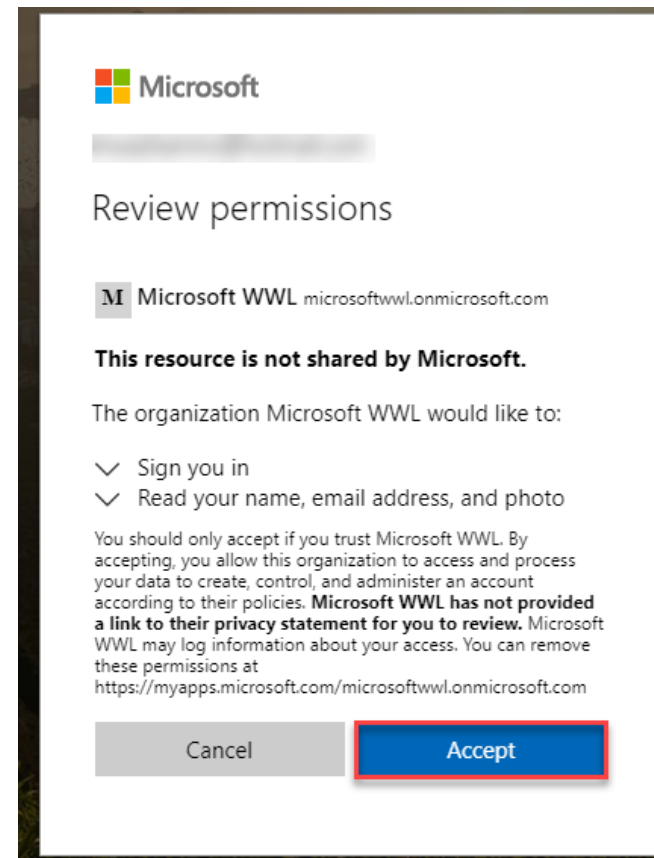 Microsoft
Review permissions
M Microsoft WWL microsoftwwl.onmicrosoft.com
This resource is not shared by Microsoft.
The organization Microsoft WWL would like to:
Sign you in
Read your name, email address, and photo
You should only accept if you trust Microsoft WWL. By
accepting, you allow this organization to access and process
your data to create, control, and administer an account
according to their policies. Microsoft WWL has not provided
a link to their privacy statement for you to review. Microsoft
WWL may log information about your access. You can remove
these permissions at
https://myapps.microsoft.com/microsoftwwl.onmicrosoft.com
Cancel Accept